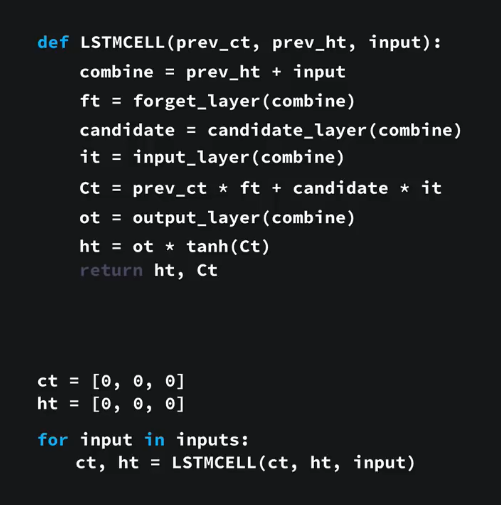 def LSTMCELL(prev_ct, prev_ht, input):
combine = prev_ht + input
ft = forget_layer(combine)
candidate = candidate_layer(combine)
it = input_layer(combine)
Ct = prev_ct * ft + candidate * it
ot = output_layer(combine)
ht = ot * tanh(Ct)
return ht, Ct
ct = [0, 0, 0]
ht = [0, 0, 0]
for input in inputs:
ct, ht = LSTMCELL(ct, ht, input)